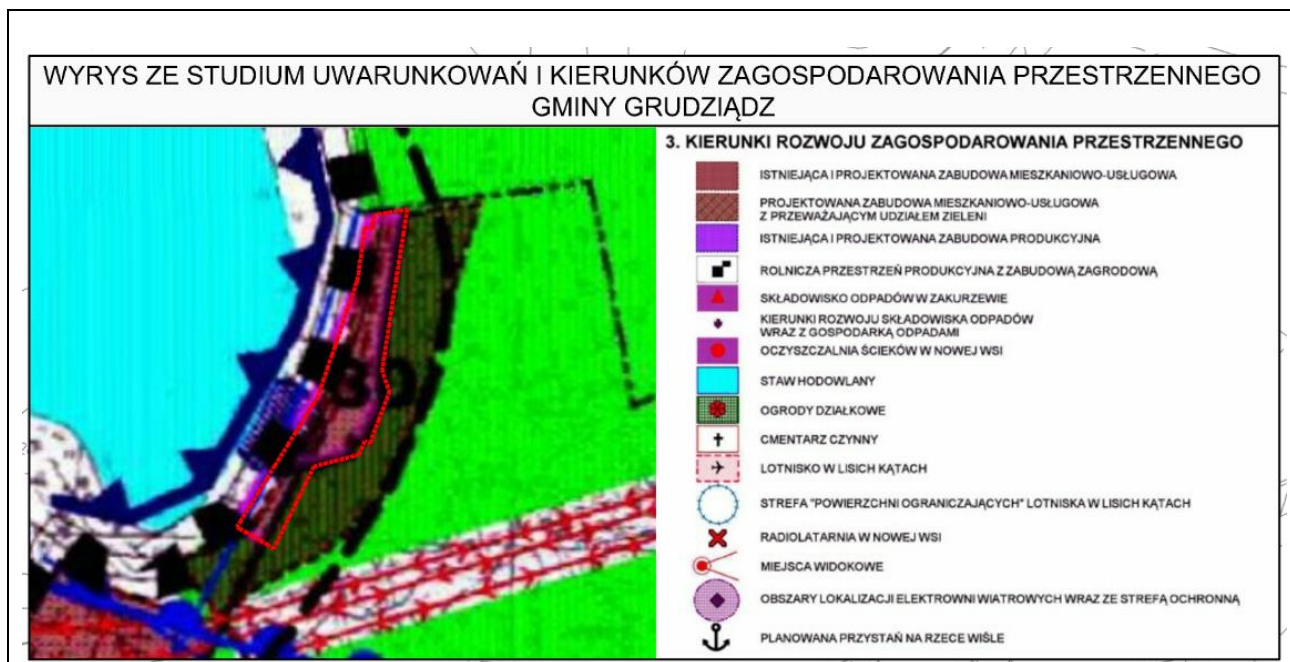 WYRYS ZE STUDIUM UWARUNKOWAŃ I KIERUNKÓW ZAGOSPODAROWANIA PRZESTRZENNEGO
GMINY GRUDZIĄDZ
30
3. KIERUNKI ROZWOJU ZAGOSPODAROWANIA PRZESTRZENNEGO
ISTNIEJĄCA I PROJEKTOWANA ZABUDOWA MIESZKANIOWO-USŁUGOWA
PROJEKTOWANA ZABUDOWA MIESZKANIOWO-USŁUGOWA
Z PRZEWAŻAJĄCYM UDZIAŁEM ZIELENI
ISTNIEJĄCA I PROJEKTOWANA ZABUDOWA PRODUKCYJNA
ROLNICZA PRZESTRZEŃ PRODUKCYJNA Z ZABUDOWĄ ZAGRODOWĄ
SKŁADOWISKO ODPADÓW W ZAKURZEWIE
KIERUNKI ROZWOJU SKŁADOWISKA ODPADÓW
WRAZ Z GOSPODARKĄ ODPADAMI
OCZYSZCZALNIA ŚCIEKÓW W NOWEJ WSI
STAW HODOWLANY
OGRODY DZIAŁKOWE
CMENTARZ CZYNNY
LOTNISKO W LISICH KĄTACH
STREFA "POWIERZCHNI OGRANICZAJĄCYCH" LOTNISKA W LISICH KĄTACH
RADIOLATARNIA W NOWEJ WSI
MIEJSCA WIDOKOWE
OBSZARY LOKALIZACJI ELEKTROWNI WIATROWYCH WRAZ ZE STREFĄ OCHRONNĄ
PLANOWANA PRZYSTAŃ NA RZECE WIŚLE